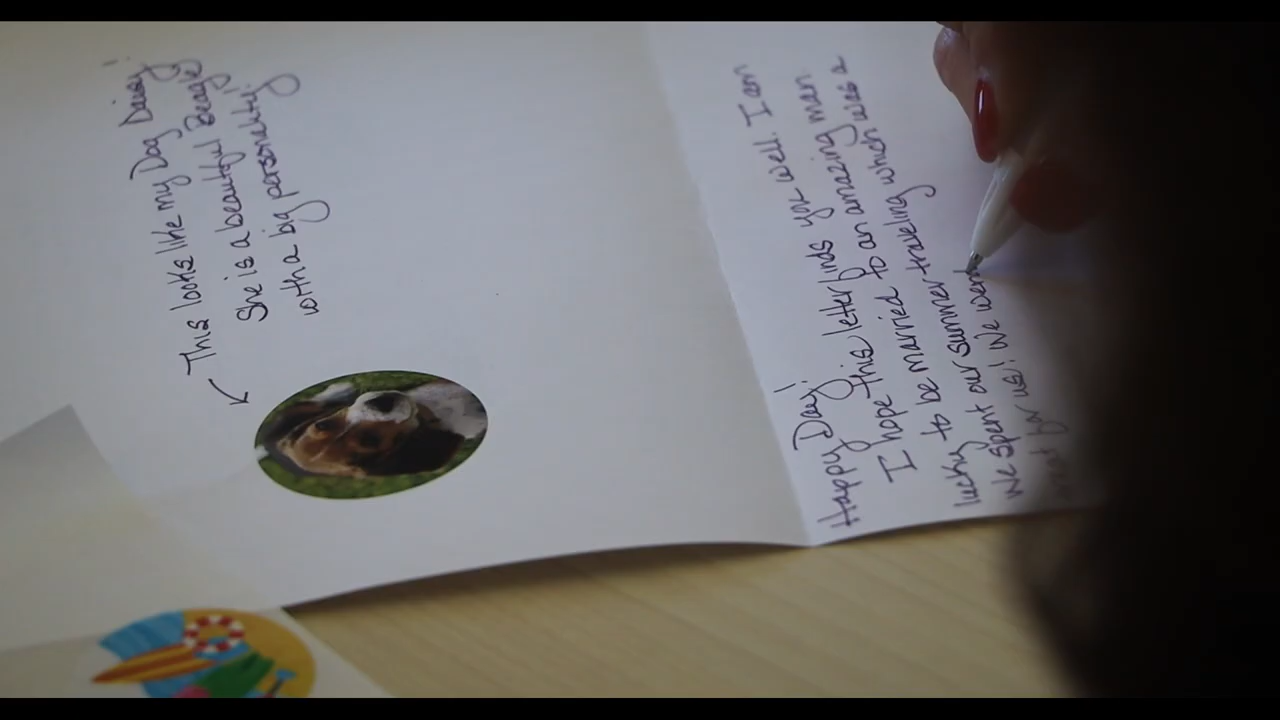 This looks like my Dog Daisy!
She is a beautiful Beagle
with a big personality!
Happy Day!
I hope this letter finds you well. I am
lucky to be married to an amazing man.
We spent our summer traveling which was a
for us! We went